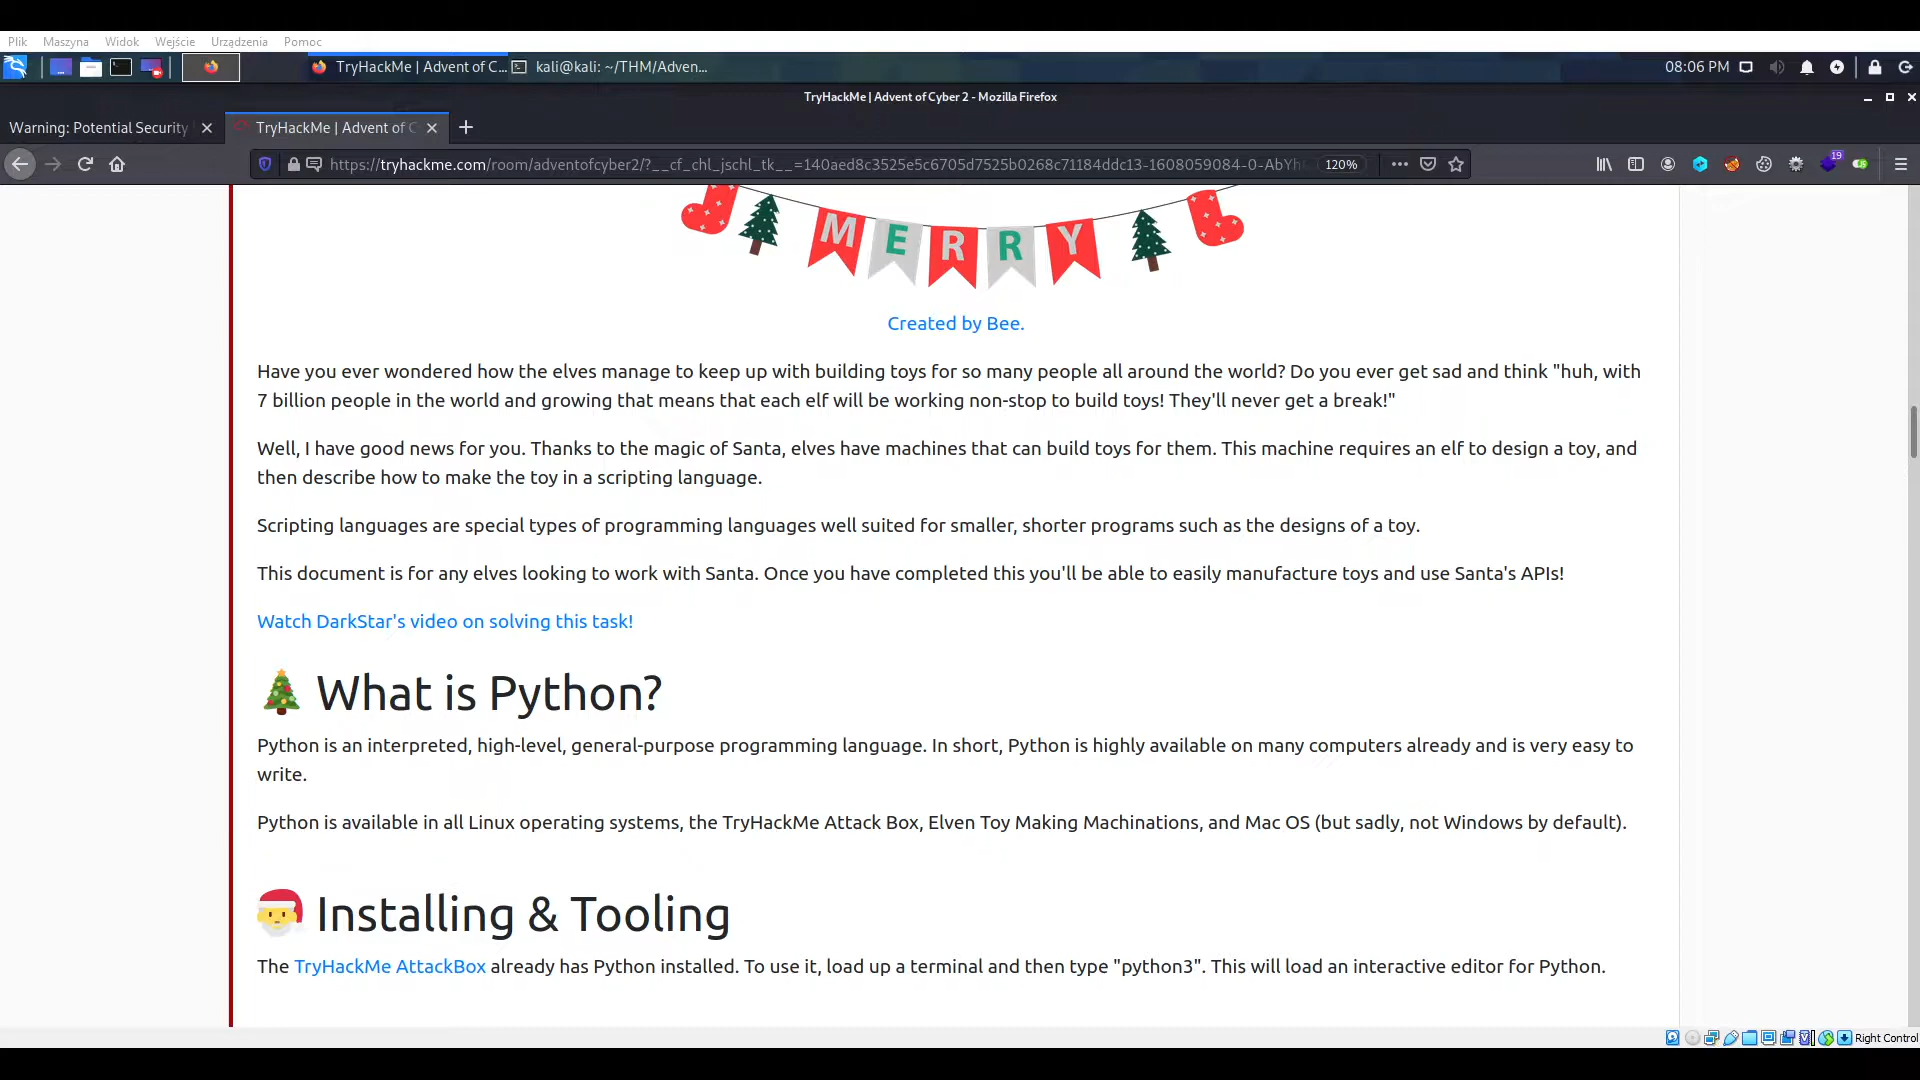 Plik Maszyna Widok Wejście Urządzenia Pomoc
TryHackMe | Advent of C... kali@kali: ~/THM/Adven... 08:06 PM
TryHackMe | Advent of Cyber 2 - Mozilla Firefox
Warning: Potential Security TryHackMe | Advent of C
https://tryhackme.com/room/adventofcyber2/?__cf_chl_jschl_tk__=140aed8c3525e5c6705d7525b0268c71184ddc13-1608059084-0-AbYh 120% 19
MERRY
Created by Bee.
Have you ever wondered how the elves manage to keep up with building toys for so many people all around the world? Do you ever get sad and think "huh, with
7 billion people in the world and growing that means that each elf will be working non-stop to build toys! They'll never get a break!"
Well, I have good news for you. Thanks to the magic of Santa, elves have machines that can build toys for them. This machine requires an elf to design a toy, and
then describe how to make the toy in a scripting language.
Scripting languages are special types of programming languages well suited for smaller, shorter programs such as the designs of a toy.
This document is for any elves looking to work with Santa. Once you have completed this you'll be able to easily manufacture toys and use Santa's APIs!
Watch DarkStar's video on solving this task!
What is Python?
Python is an interpreted, high-level, general-purpose programming language. In short, Python is highly available on many computers already and is very easy to
write.
Python is available in all Linux operating systems, the TryHackMe Attack Box, Elven Toy Making Machinations, and Mac OS (but sadly, not Windows by default).
Installing & Tooling
The TryHackMe AttackBox already has Python installed. To use it, load up a terminal and then type "python3". This will load an interactive editor for Python.
Right Control